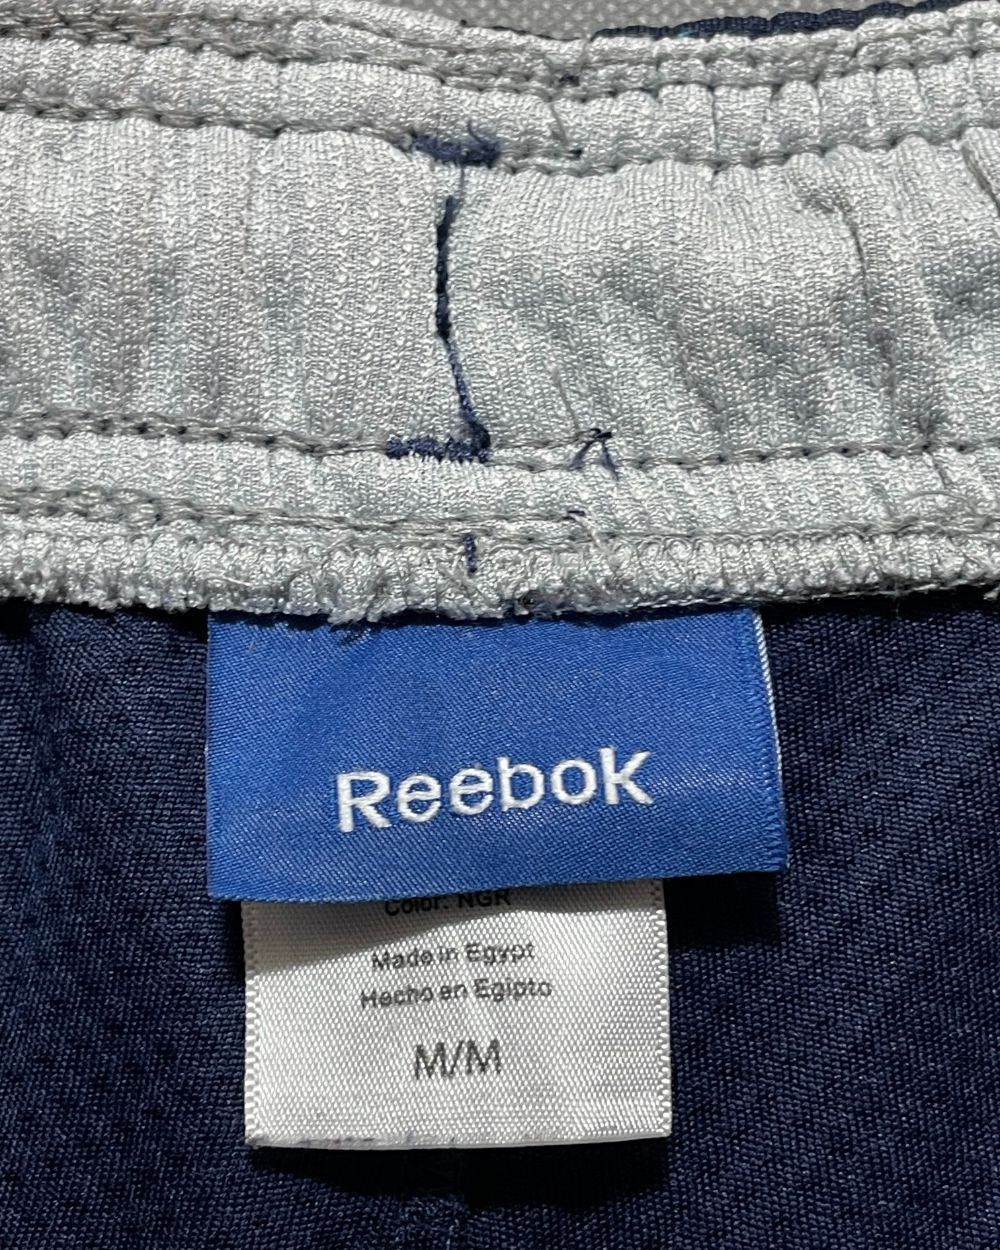 Reebok
Color: NGR
Made in Egypt
Hecho en Egipto
M/M